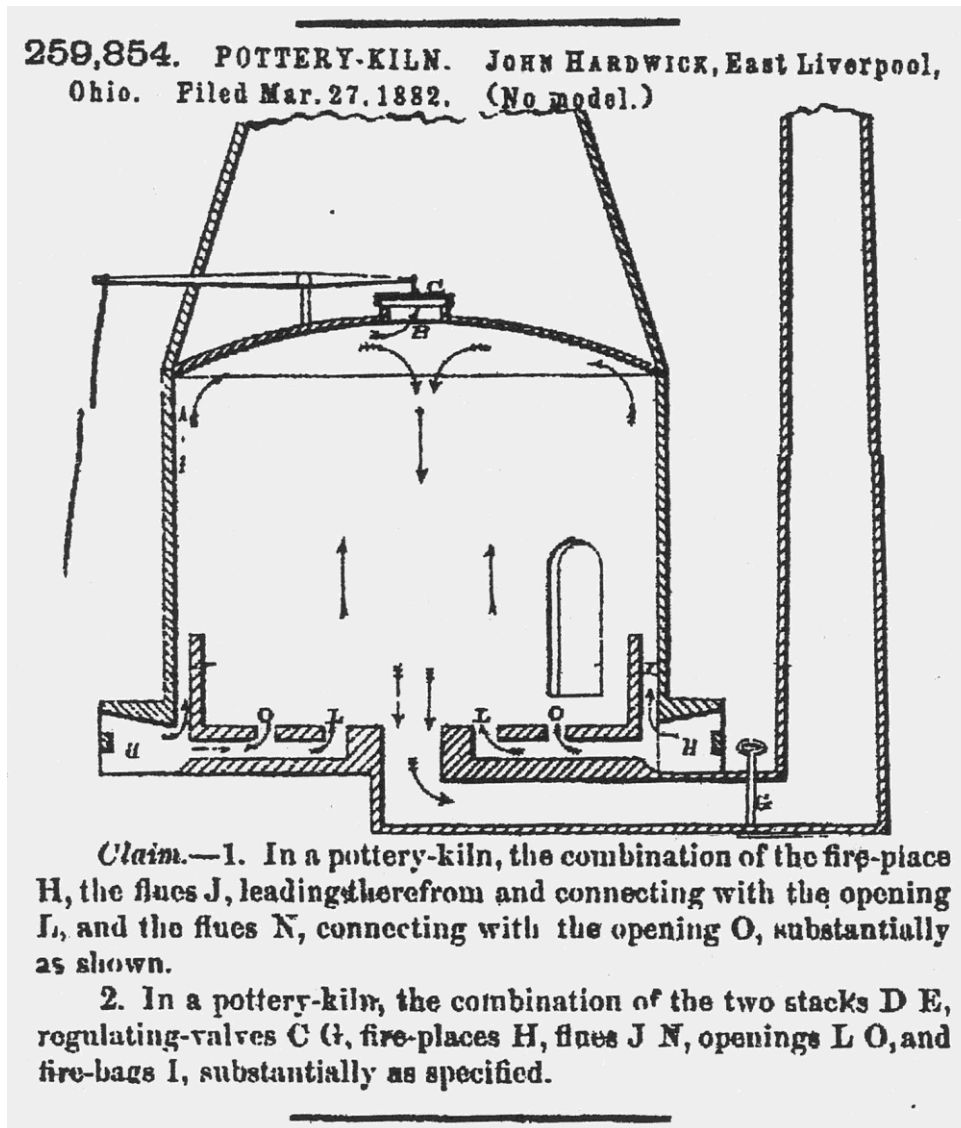 259,854. POTTERY-KILN. JOHN HARDWICK, East Liverpool,
Ohio. Filed Mar. 27, 1882. (No model.)
C
B
A
I
O L L O
H H
G
Claim.—1. In a pottery-kiln, the combination of the fire-place
H, the flues J, leading therefrom and connecting with the opening
L, and the flues N, connecting with the opening O, substantially
as shown.
2. In a pottery-kiln, the combination of the two stacks D E,
regulating-valves C G, fire-places H, flues J N, openings L O, and
fire-bags I, substantially as specified.